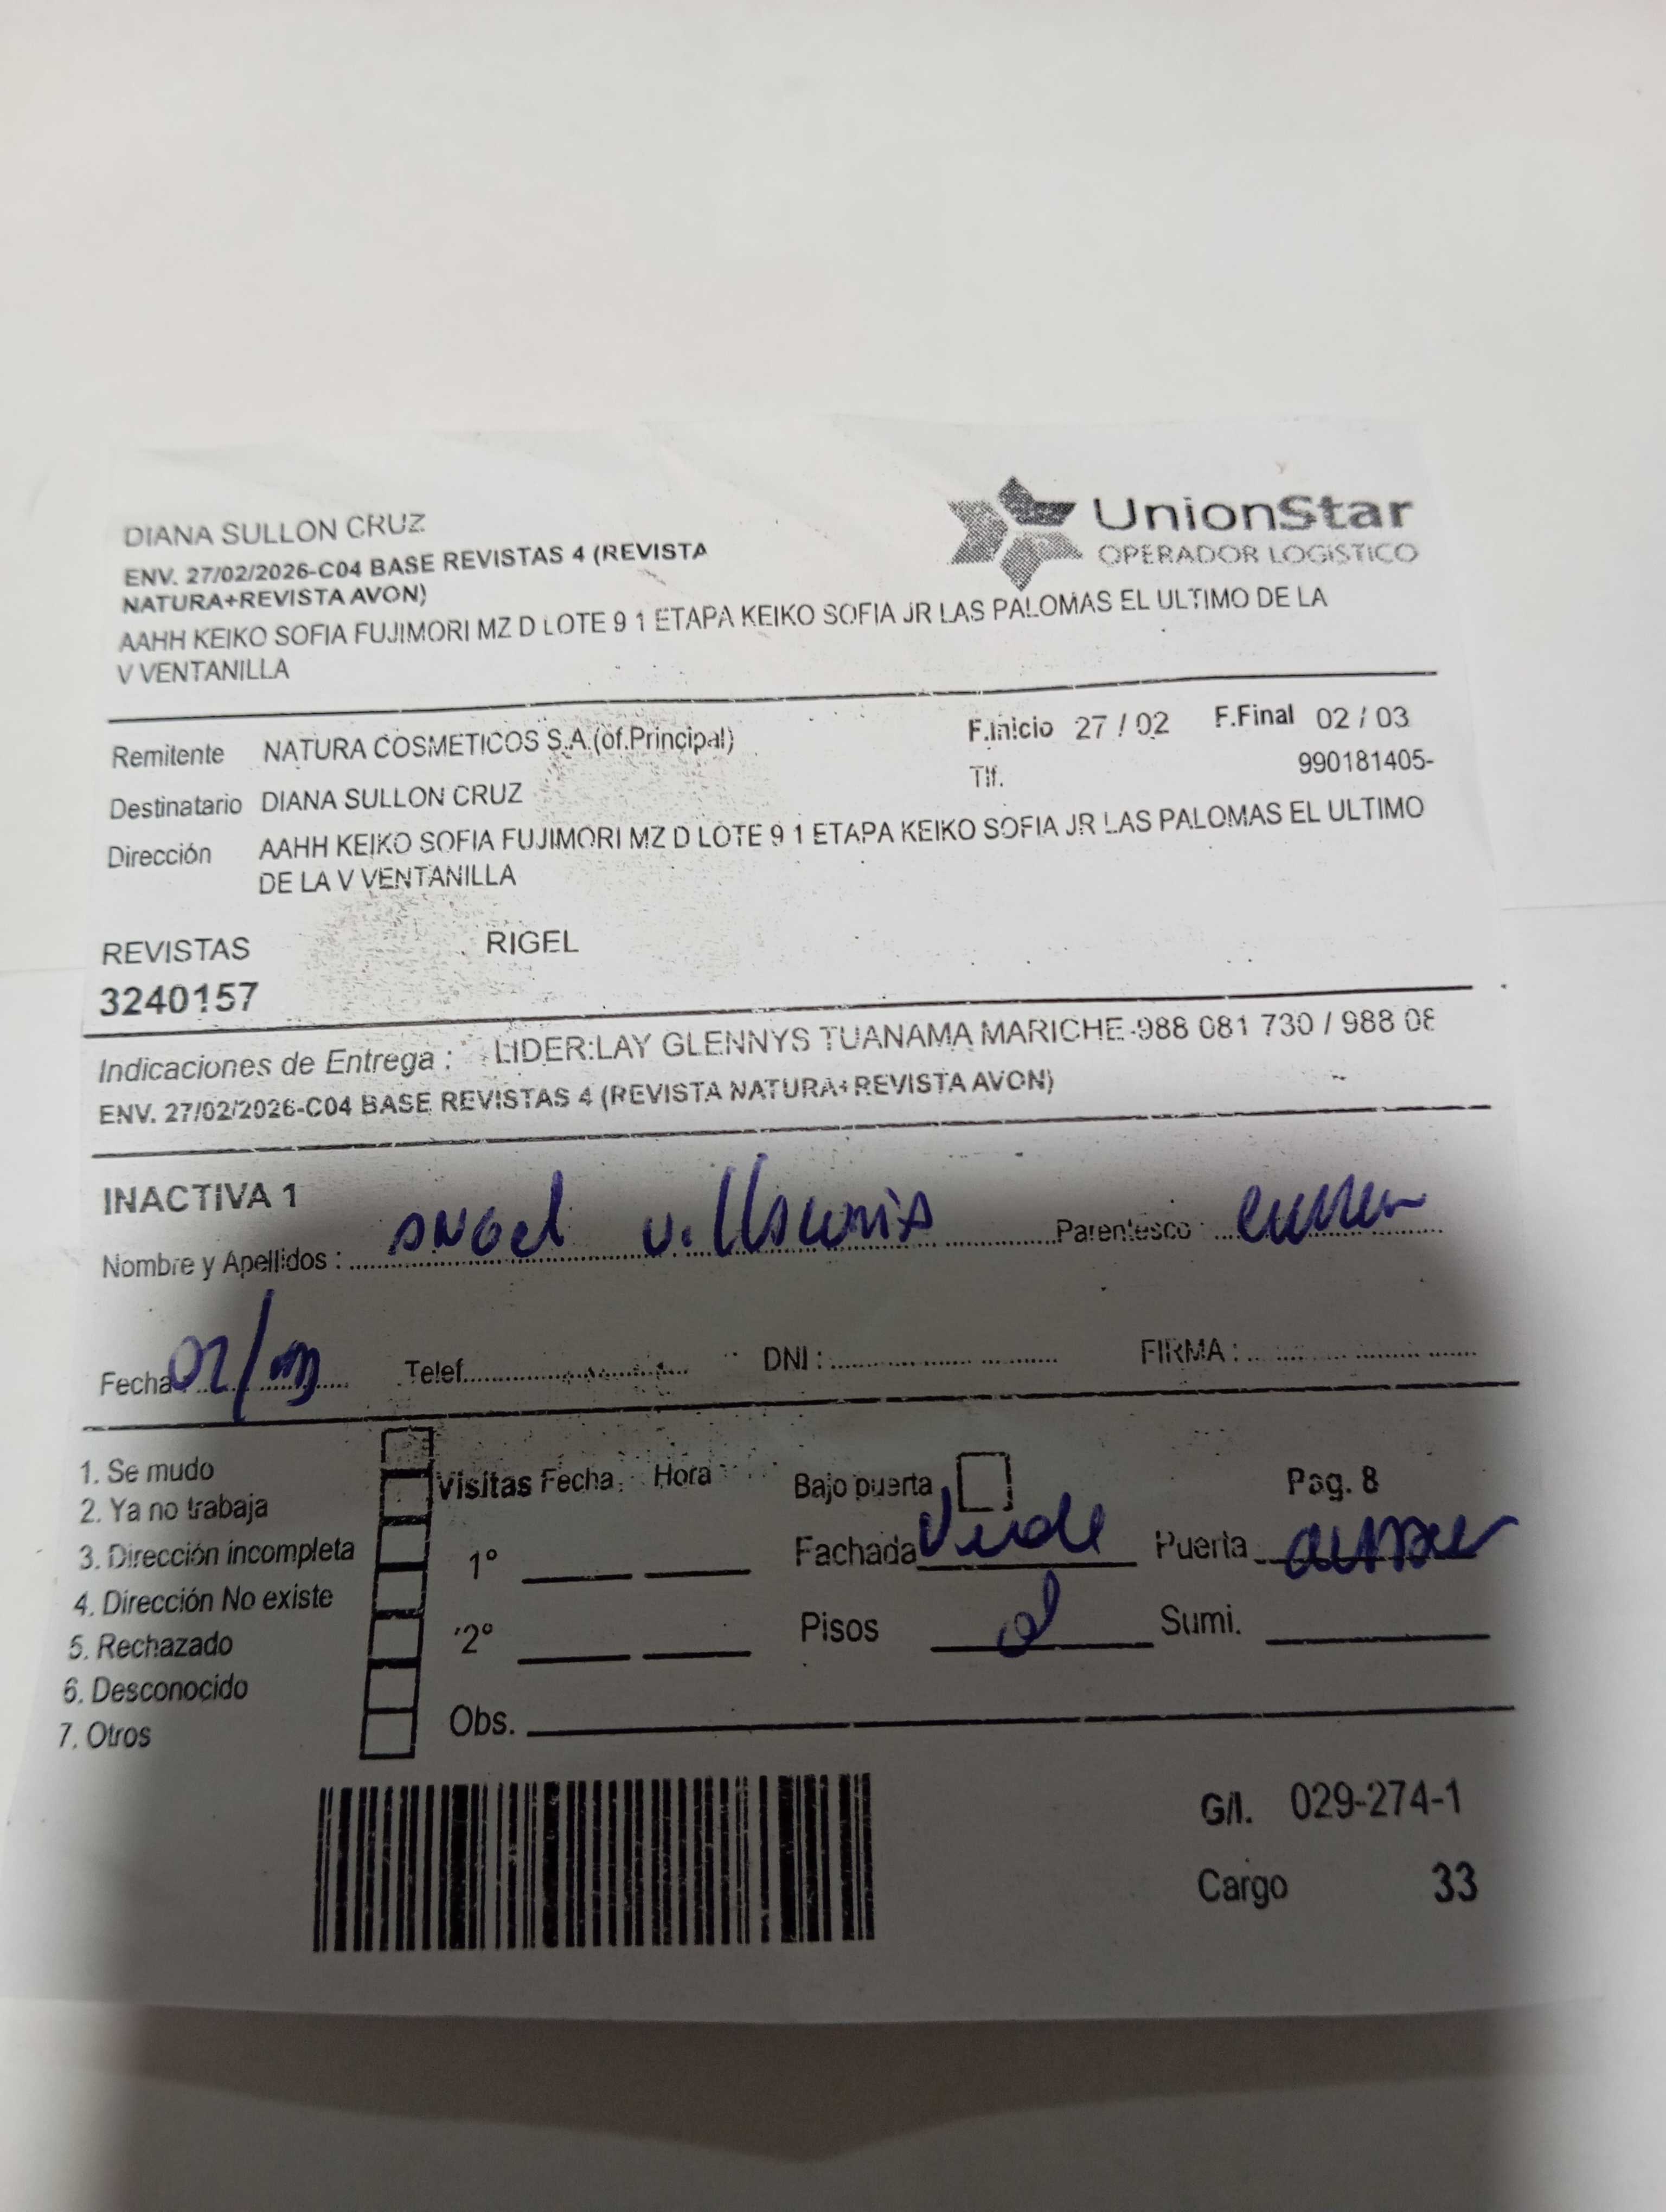 DIANA SULLON CRUZ
UnionStar
OPERADOR LOGISTICO
ENV. 27/02/2026-C04 BASE REVISTAS 4 (REVISTA
NATURA+REVISTA AVON)
AAHH KEIKO SOFIA FUJIMORI MZ D LOTE 9 1 ETAPA KEIKO SOFIA JR LAS PALOMAS EL ULTIMO DE LA
V VENTANILLA
Remitente NATURA COSMETICOS S.A.(of.Principal) F.Inicio 27 / 02 F.Final 02 / 03
Tlf. 990181405-
Destinatario DIANA SULLON CRUZ
Dirección AAHH KEIKO SOFIA FUJIMORI MZ D LOTE 9 1 ETAPA KEIKO SOFIA JR LAS PALOMAS EL ULTIMO
DE LA V VENTANILLA
REVISTAS RIGEL
3240157
Indicaciones de Entrega : LIDER:LAY GLENNYS TUANAMA MARICHE-988 081 730 / 988 08
ENV. 27/02/2026-C04 BASE REVISTAS 4 (REVISTA NATURA+REVISTA AVON)
INACTIVA 1
Nombre y Apellidos : ANGel Parentesco :
Fecha 02/03 Telef. DNI : FIRMA :
1. Se mudo
2. Ya no trabaja
3. Dirección incompleta
4. Dirección No existe
5. Rechazado
6. Desconocido
7. Otros
Visitas Fecha Hora
1°
2°
Obs.
Bajo puerta Pag. 8
Fachada Verde Puerta
Pisos 2 Sumi.
G/I. 029-274-1
Cargo 33